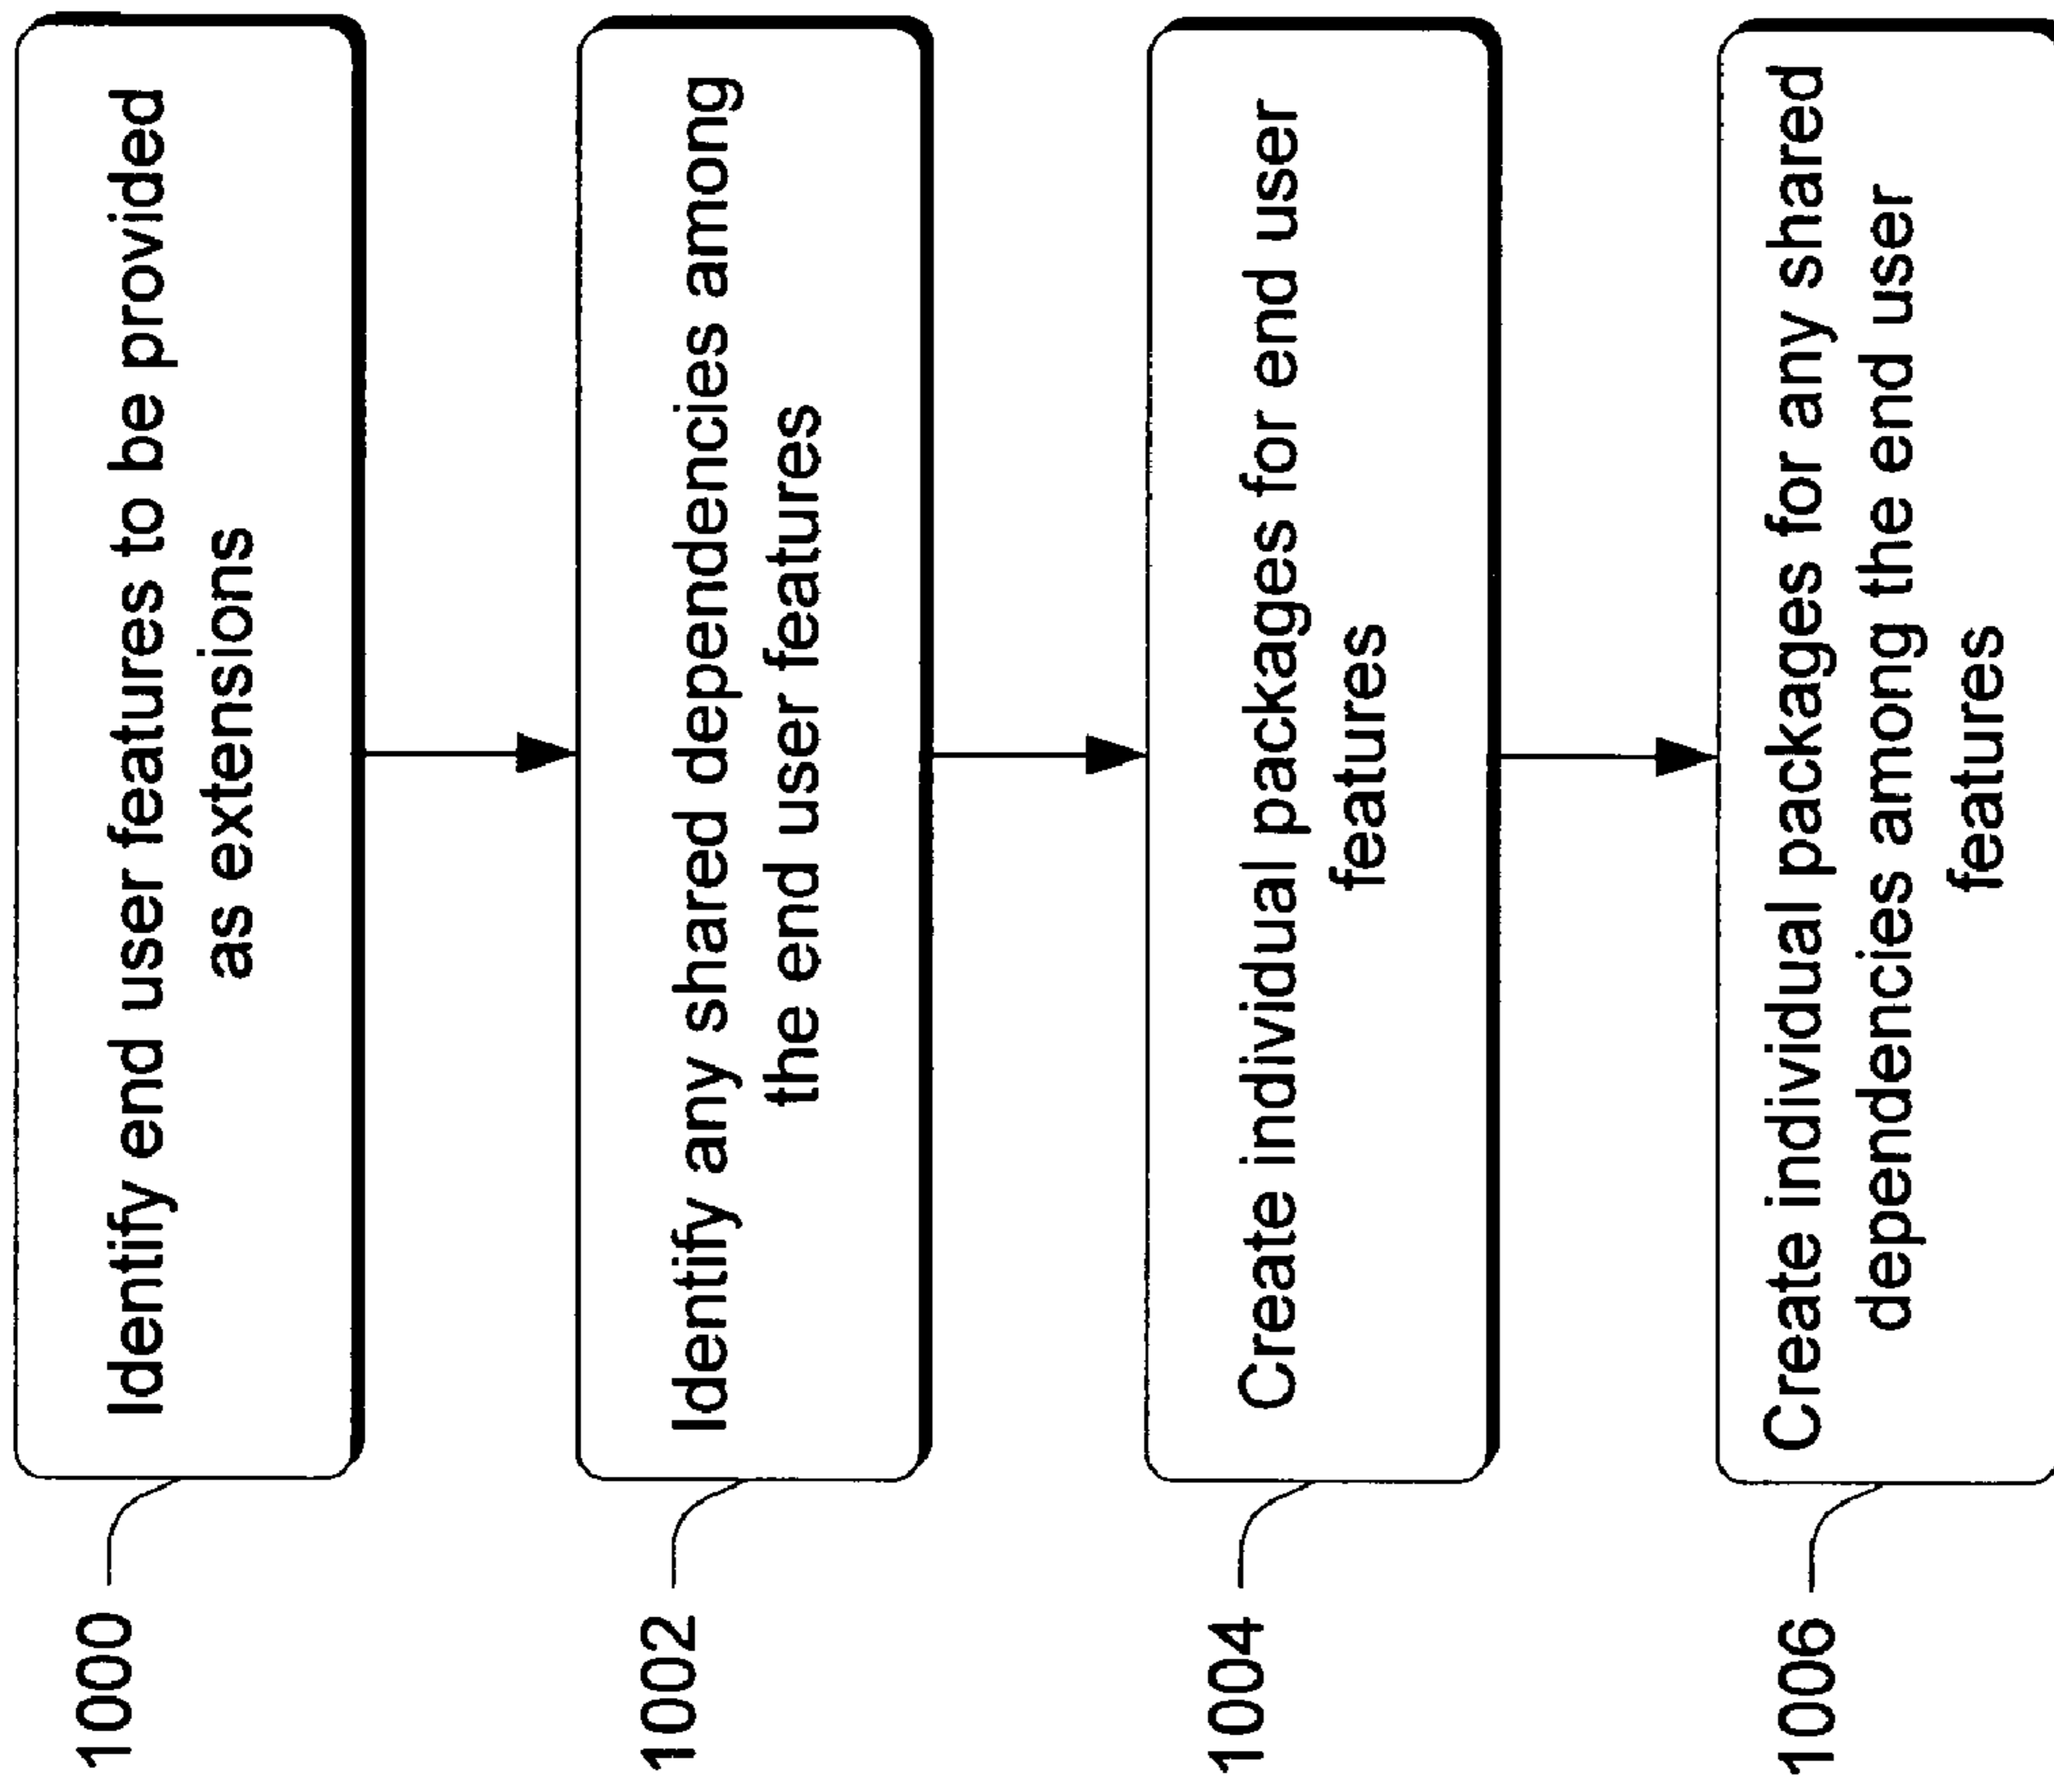 1000
Identify end user features to be provided
as extensions
1002
Identify any shared dependencies among
the end user features
1004
Create individual packages for end user
features
1006
Create individual packages for any shared
dependencies among the end user
features